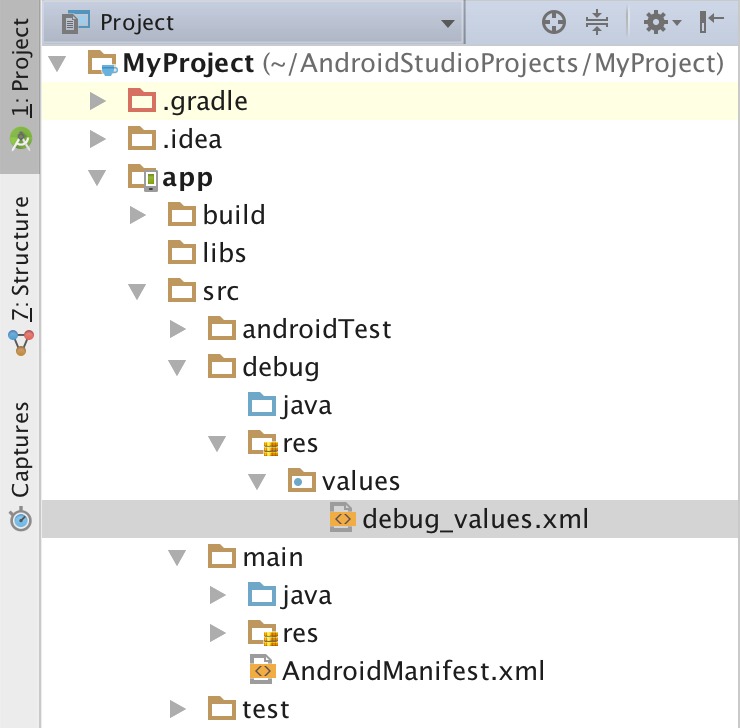 Project
MyProject (~/AndroidStudioProjects/MyProject)
.gradle
.idea
app
build
libs
src
androidTest
debug
java
res
values
debug_values.xml
main
java
res
AndroidManifest.xml
test
1: Project
7: Structure
Captures